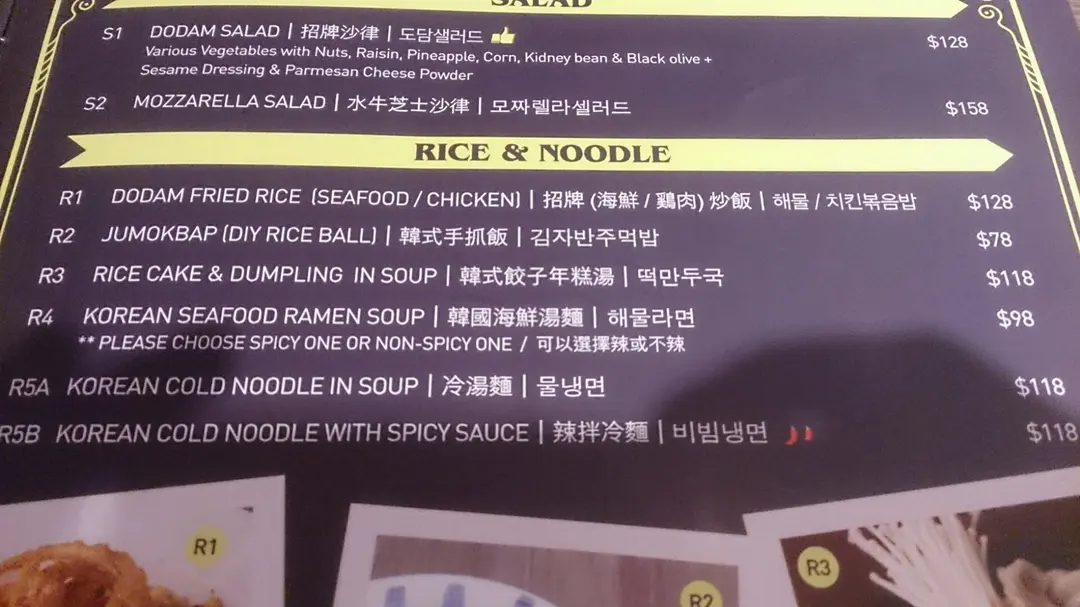 SALAD
S1 DODAM SALAD | 招牌沙律 | 도담샐러드 $128
Various Vegetables with Nuts, Raisin, Pineapple, Corn, Kidney bean & Black olive +
Sesame Dressing & Parmesan Cheese Powder
S2 MOZZARELLA SALAD | 水牛芝士沙律 | 모짜렐라셀러드 $158
RICE & NOODLE
R1 DODAM FRIED RICE (SEAFOOD / CHICKEN) | 招牌 (海鮮 / 鷄肉) 炒飯 | 해물 / 치킨볶음밥 $128
R2 JUMOKBAP (DIY RICE BALL) | 韓式手抓飯 | 김자반주먹밥 $78
R3 RICE CAKE & DUMPLING IN SOUP | 韓式餃子年糕湯 | 떡만두국 $118
R4 KOREAN SEAFOOD RAMEN SOUP | 韓國海鮮湯麵 | 해물라면 $98
** PLEASE CHOOSE SPICY ONE OR NON-SPICY ONE / 可以選擇辣或不辣
R5A KOREAN COLD NOODLE IN SOUP | 冷湯麵 | 물냉면 $118
R5B KOREAN COLD NOODLE WITH SPICY SAUCE | 辣拌冷麵 | 비빔냉면 $118
R1
R2
R3